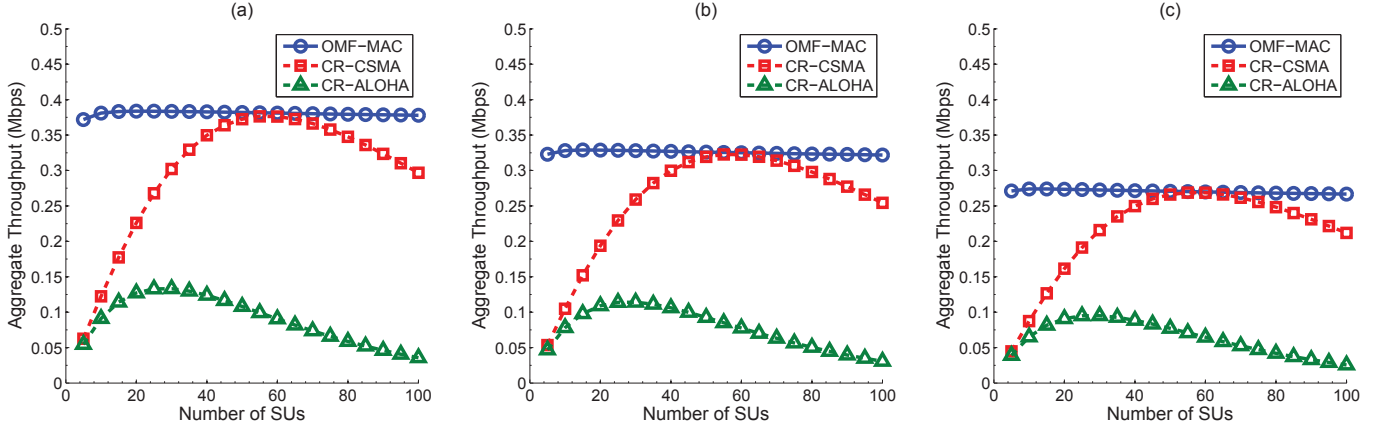 (a)
Aggregate Throughput (Mbps)
0.5
0.45
0.4
0.35
0.3
0.25
0.2
0.15
0.1
0.05
0
OMF−MAC
CR−CSMA
CR−ALOHA
0 20 40 60 80 100
Number of SUs
(b)
Aggregate Throughput (Mbps)
0.5
0.45
0.4
0.35
0.3
0.25
0.2
0.15
0.1
0.05
0
OMF−MAC
CR−CSMA
CR−ALOHA
0 20 40 60 80 100
Number of SUs
(c)
Aggregate Throughput (Mbps)
0.5
0.45
0.4
0.35
0.3
0.25
0.2
0.15
0.1
0.05
0
OMF−MAC
CR−CSMA
CR−ALOHA
0 20 40 60 80 100
Number of SUs